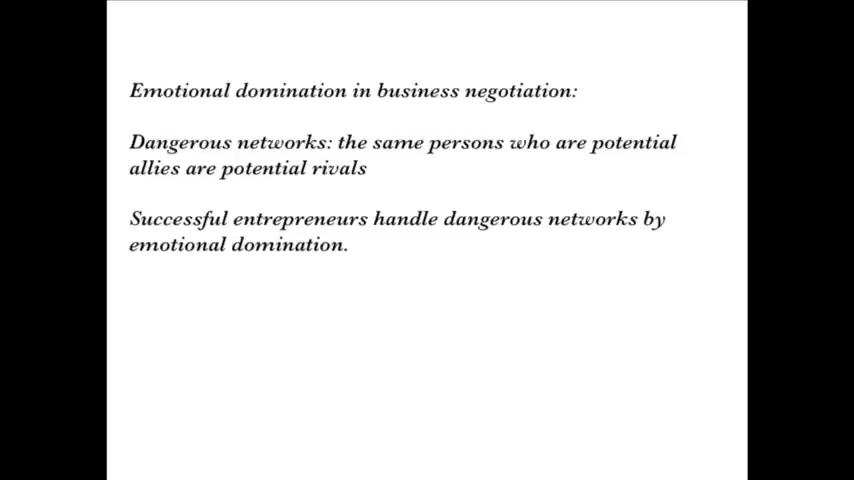 Emotional domination in business negotiation:
Dangerous networks: the same persons who are potential
allies are potential rivals
Successful entrepreneurs handle dangerous networks by
emotional domination.